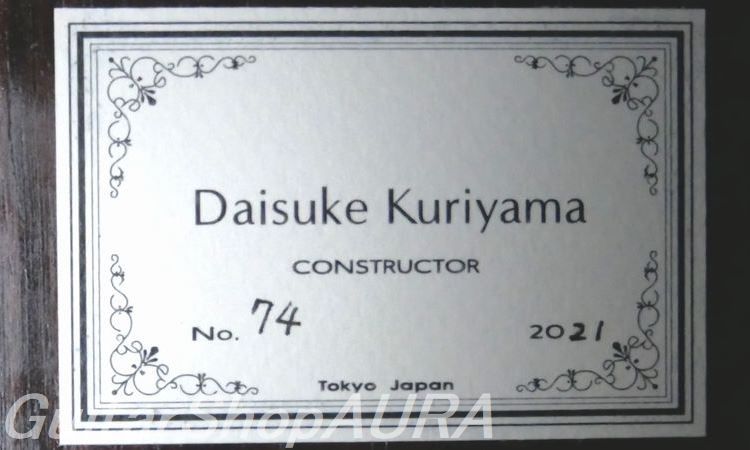 Daisuke Kuriyama
CONSTRUCTOR
No. 74 2021
Tokyo Japan
GuitarShopAURA